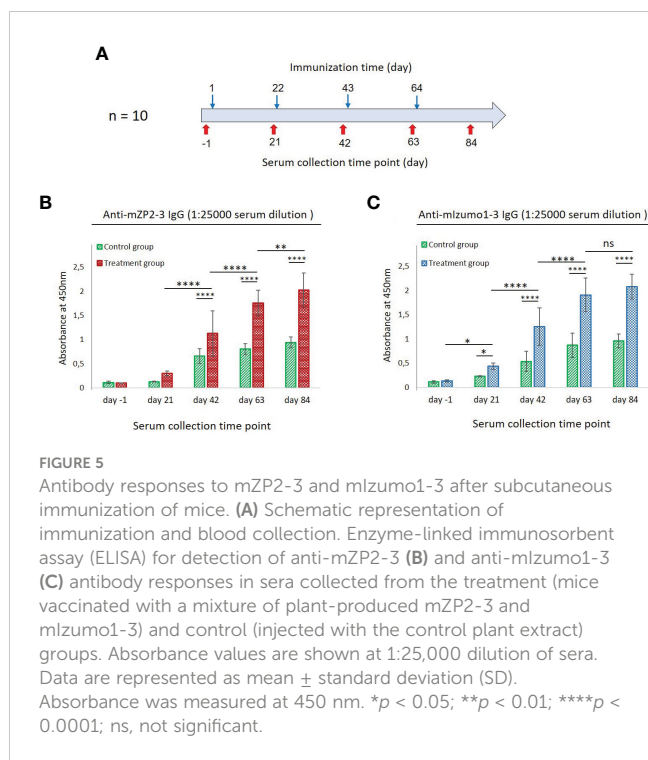 A
Immunization time (day)
1 22 43 64
n = 10
-1 21 42 63 84
Serum collection time point (day)
B
Anti-mZP2-3 IgG (1:25000 serum dilution )
Control group
Treatment group
Absorbance at 450nm
2,5
2
1,5
1
0,5
0
**
****
****
****
****
****
day -1 day 21 day 42 day 63 day 84
Serum collection time point
C
Anti-mIzumo1-3 IgG (1:25000 serum dilution)
Control group
Treatment group
Absorbance at 450nm
2,5
2
1,5
1
0,5
0
ns
****
****
****
****
****
*
*
day -1 day 21 day 42 day 63 day 84
Serum collection time point
FIGURE 5
Antibody responses to mZP2-3 and mIzumo1-3 after subcutaneous
immunization of mice. (A) Schematic representation of
immunization and blood collection. Enzyme-linked immunosorbent
assay (ELISA) for detection of anti-mZP2-3 (B) and anti-mIzumo1-3
(C) antibody responses in sera collected from the treatment (mice
vaccinated with a mixture of plant-produced mZP2-3 and
mIzumo1-3) and control (injected with the control plant extract)
groups. Absorbance values are shown at 1:25,000 dilution of sera.
Data are represented as mean ± standard deviation (SD).
Absorbance was measured at 450 nm. *p < 0.05; **p < 0.01; ****p <
0.0001; ns, not significant.